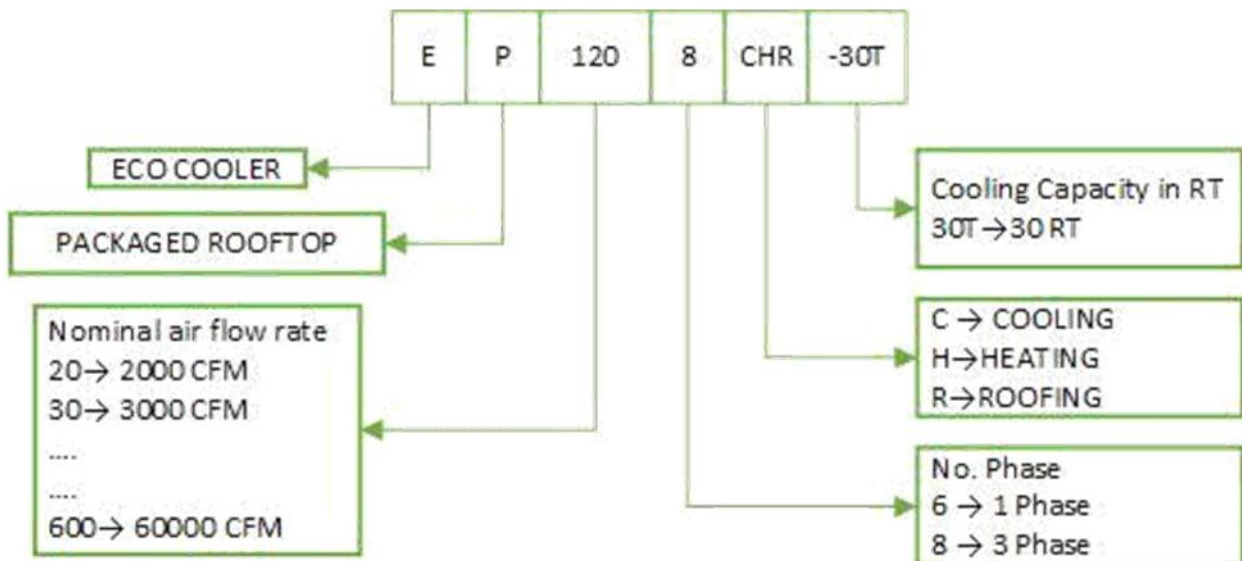 E P 120 8 CHR -30T
ECO COOLER
PACKAGED ROOFTOP
Nominal air flow rate
20→ 2000 CFM
30→ 3000 CFM
....
....
600→ 60000 CFM
Cooling Capacity in RT
30T→30 RT
C → COOLING
H→HEATING
R→ROOFING
No. Phase
6 → 1 Phase
8 → 3 Phase